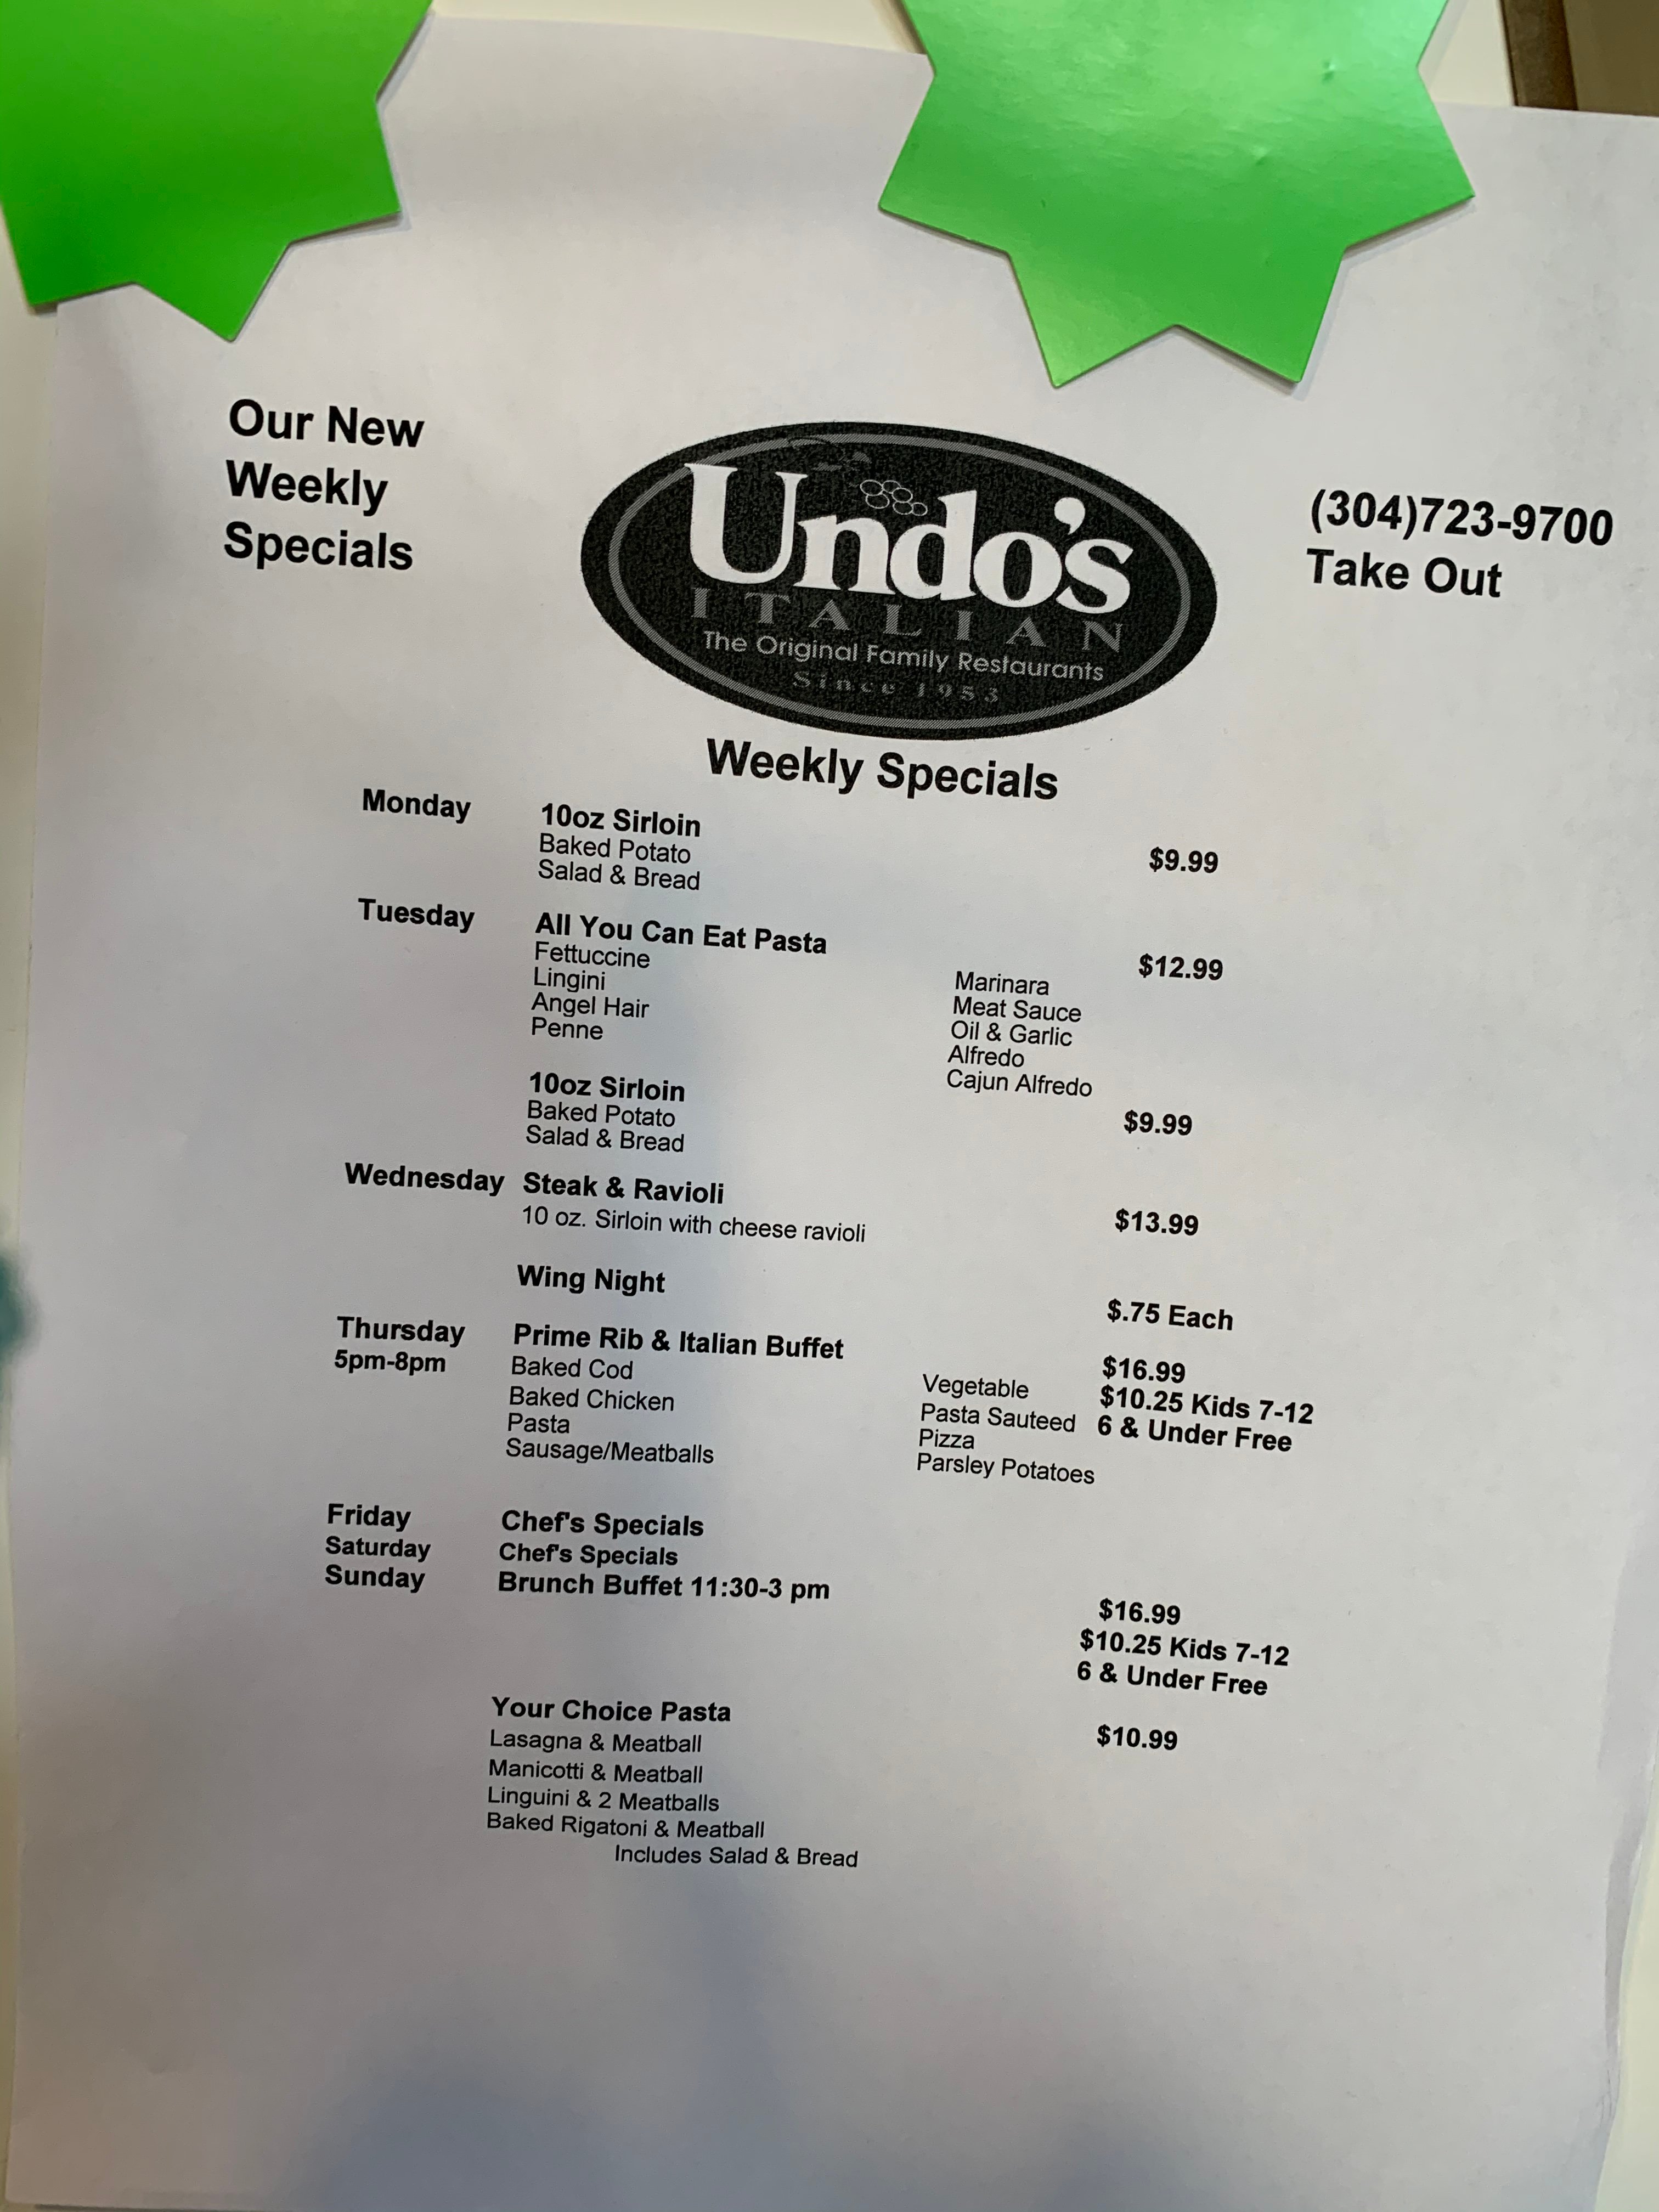 Our New
Weekly
Specials
Undo's
ITALIAN
The Original Family Restaurants
Since 1953
(304)723-9700
Take Out
Weekly Specials
Monday 10oz Sirloin
Baked Potato $9.99
Salad & Bread
Tuesday All You Can Eat Pasta $12.99
Fettuccine Marinara
Lingini Meat Sauce
Angel Hair Oil & Garlic
Penne Alfredo
Cajun Alfredo
10oz Sirloin $9.99
Baked Potato
Salad & Bread
Wednesday Steak & Ravioli $13.99
10 oz. Sirloin with cheese ravioli
Wing Night $.75 Each
Thursday Prime Rib & Italian Buffet $16.99
5pm-8pm Baked Cod Vegetable $10.25 Kids 7-12
Baked Chicken Pasta Sauteed 6 & Under Free
Pasta Pizza
Sausage/Meatballs Parsley Potatoes
Friday Chef's Specials
Saturday Chef's Specials
Sunday Brunch Buffet 11:30-3 pm $16.99
$10.25 Kids 7-12
6 & Under Free
Your Choice Pasta $10.99
Lasagna & Meatball
Manicotti & Meatball
Linguini & 2 Meatballs
Baked Rigatoni & Meatball
Includes Salad & Bread